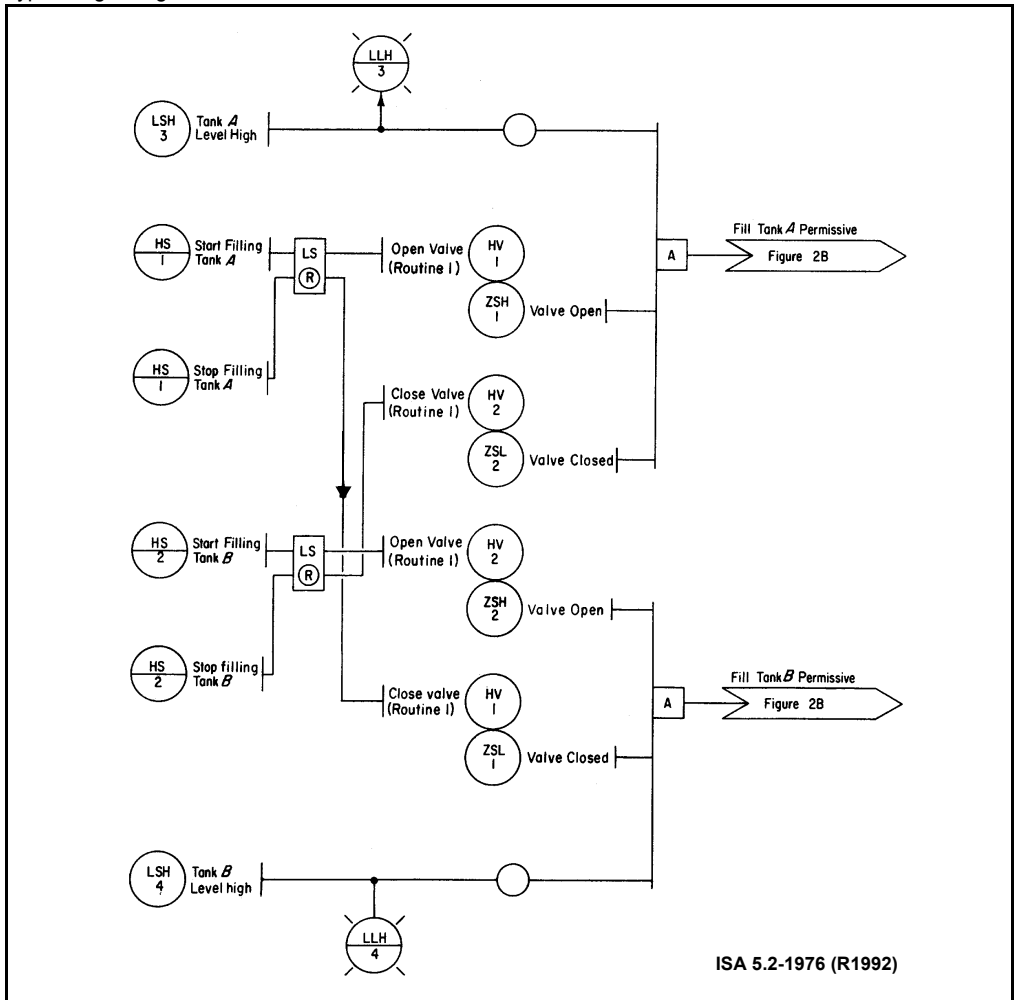 LLH
3
LSH
3
Tank A
Level High
Fill Tank A Permissive
HS
1
Start Filling
Tank A
LS
R
Open Valve
(Routine 1)
HV
1
A
Figure 2B
ZSH
1
Valve Open
HS
1
Stop Filling
Tank A
Close Valve
(Routine 1)
HV
2
ZSL
2
Valve Closed
HS
2
Start Filling
Tank B
LS
R
Open Valve
(Routine 1)
HV
2
ZSH
2
Valve Open
HS
2
Stop filling
Tank B
Fill Tank B Permissive
Close valve
(Routine 1)
HV
1
A
Figure 2B
ZSL
1
Valve Closed
LSH
4
Tank B
Level high
LLH
4
ISA 5.2-1976 (R1992)